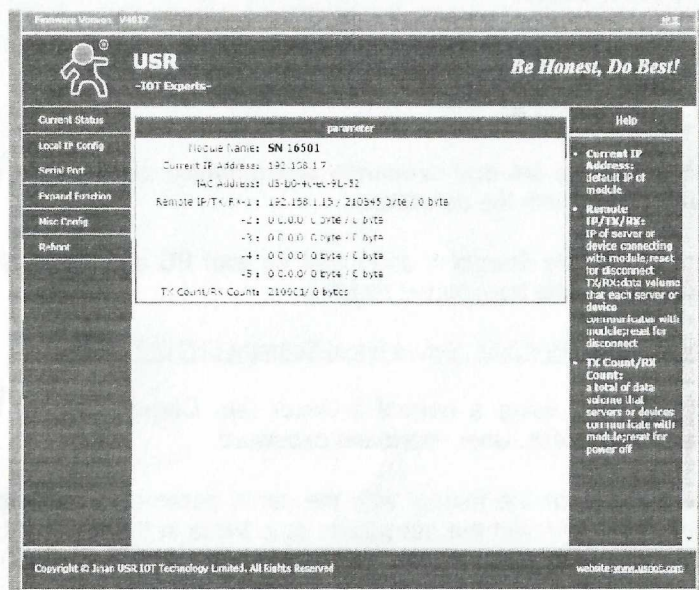 Firmware Version: V4017
中文
USR
-IOT Experts-
Be Honest, Do Best!
Current Status
Local IP Config
Serial Port
Expand Function
Misc Config
Reboot
parameter
Module Name: SN 16501
Current IP Address: 192.158.1.7
MAC Address:
Remote IP/TX/RX-1: 192.158.1.15 / 210545 byte / 0 byte
-2 : 0.0.0.0/ 0 byte / 0 byte
-3 : 0.0.0.0/ 0 byte / 0 byte
-4 : 0.0.0.0/ 0 byte / 0 byte
-5 : 0.0.0.0/ 0 byte / 0 byte
TX Count/RX Count: / 0 bytes
Help
• Current IP
Address:
default IP of
module.
• Remote
IP/TX/RX:
IP of server or
device connecting
with module;reset
for disconnect
TX/RX:data volume
that each server or
device
communicates with
module;reset for
disconnect
• TX Count/RX
Count:
a total of data
volume that
servers or devices
communicate with
module;reset for
power off
Copyright © Jinan USR IOT Technology Limited. All Rights Reserved
website:www.usriot.com